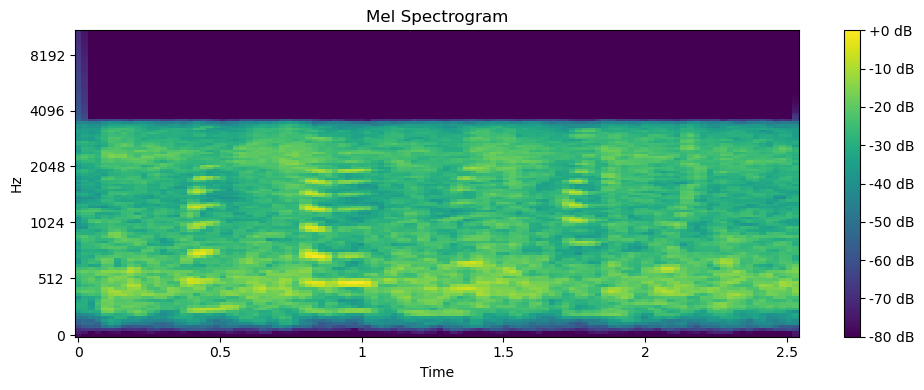 Mel Spectrogram
+0 dB
8192
-10 dB
4096
-20 dB
-30 dB
2048
Hz
-40 dB
1024
-50 dB
512
-60 dB
-70 dB
0
-80 dB
0 0.5 1 1.5 2 2.5
Time